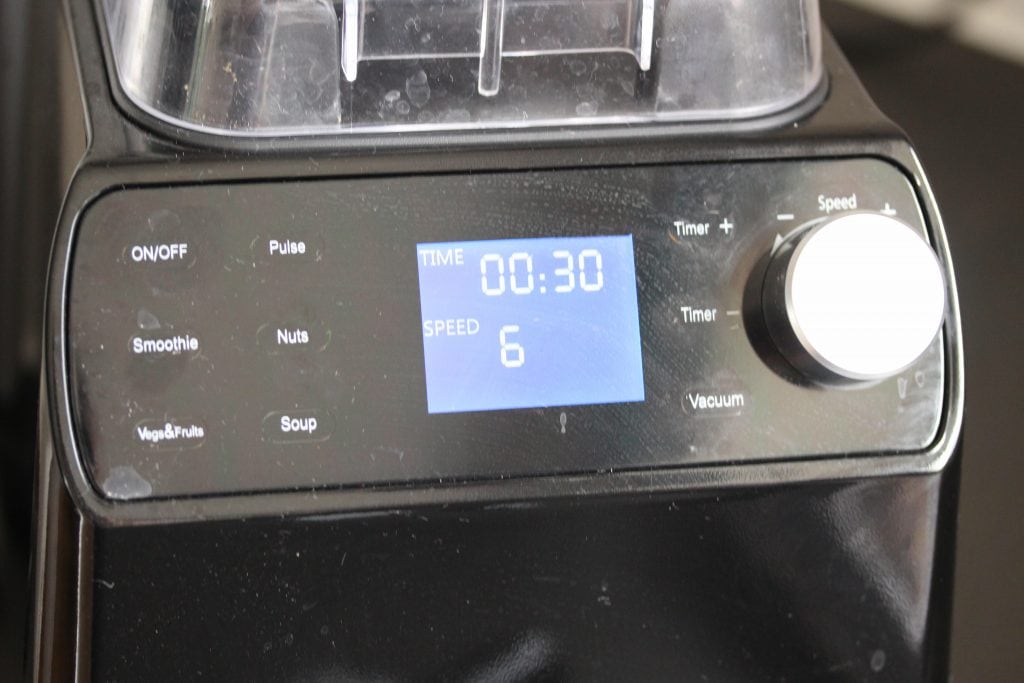 ON/OFF
Pulse
Smoothie
Nuts
Vegs&Fruits
Soup
TIME 00:30
SPEED 6
Timer +
Timer −
Vacuum
Speed
− +